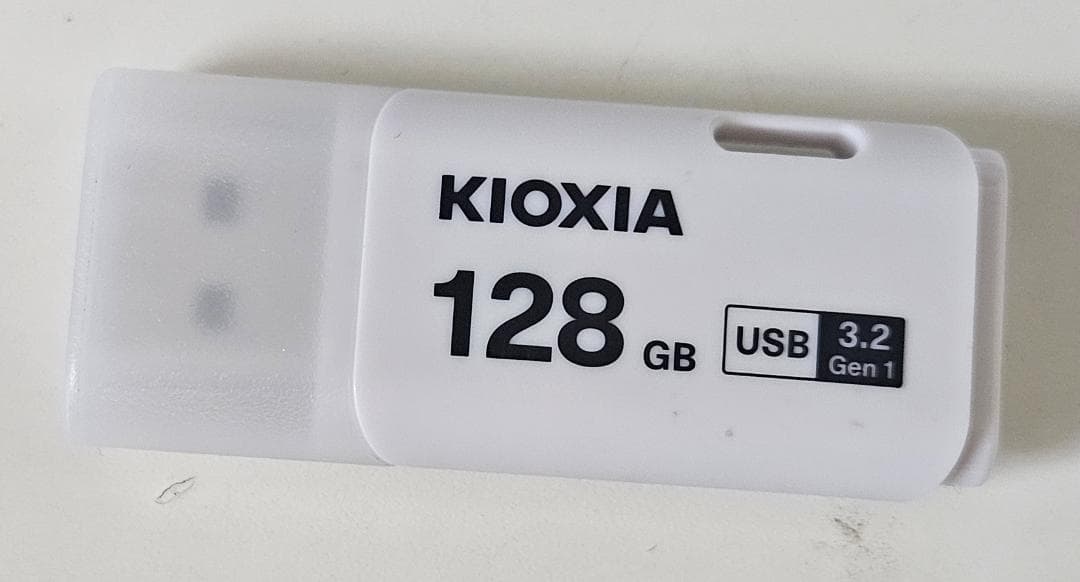 KIOXIA
128 GB
USB 3.2
Gen 1